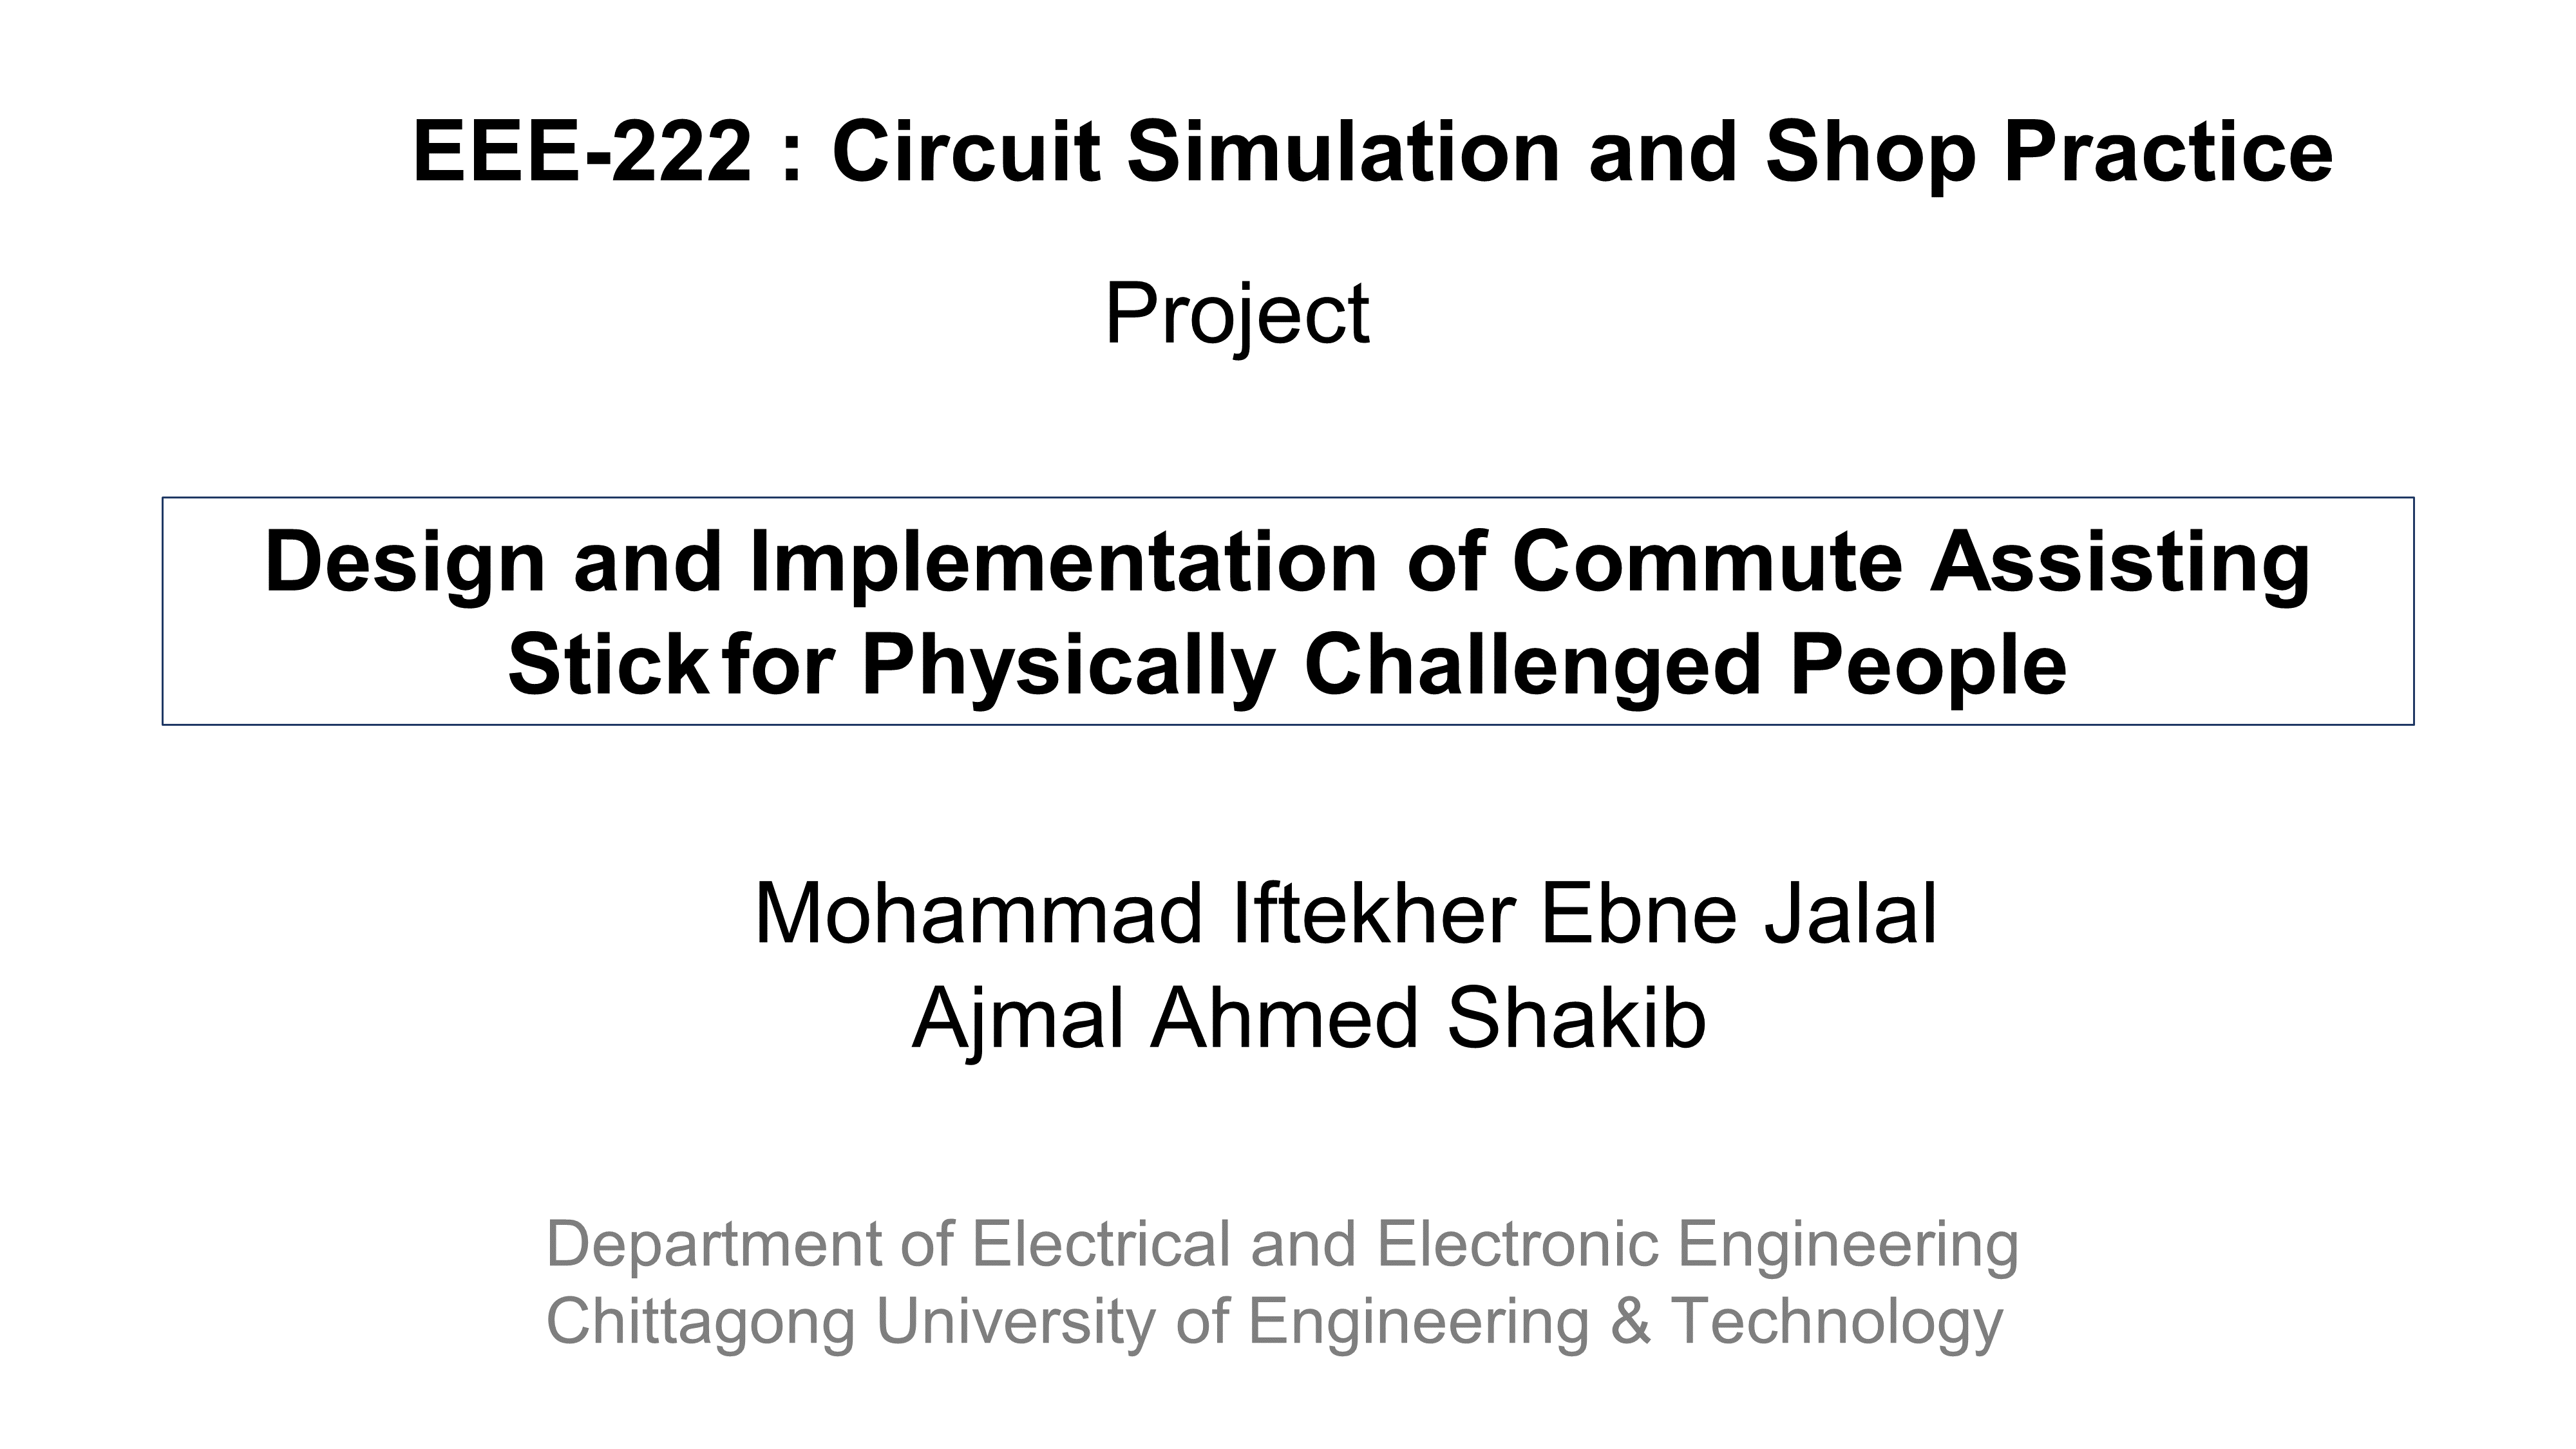 EEE-222 : Circuit Simulation and Shop Practice
Project
Design and Implementation of Commute Assisting
Stick for Physically Challenged People
Mohammad Iftekher Ebne Jalal
Ajmal Ahmed Shakib
Department of Electrical and Electronic Engineering
Chittagong University of Engineering & Technology